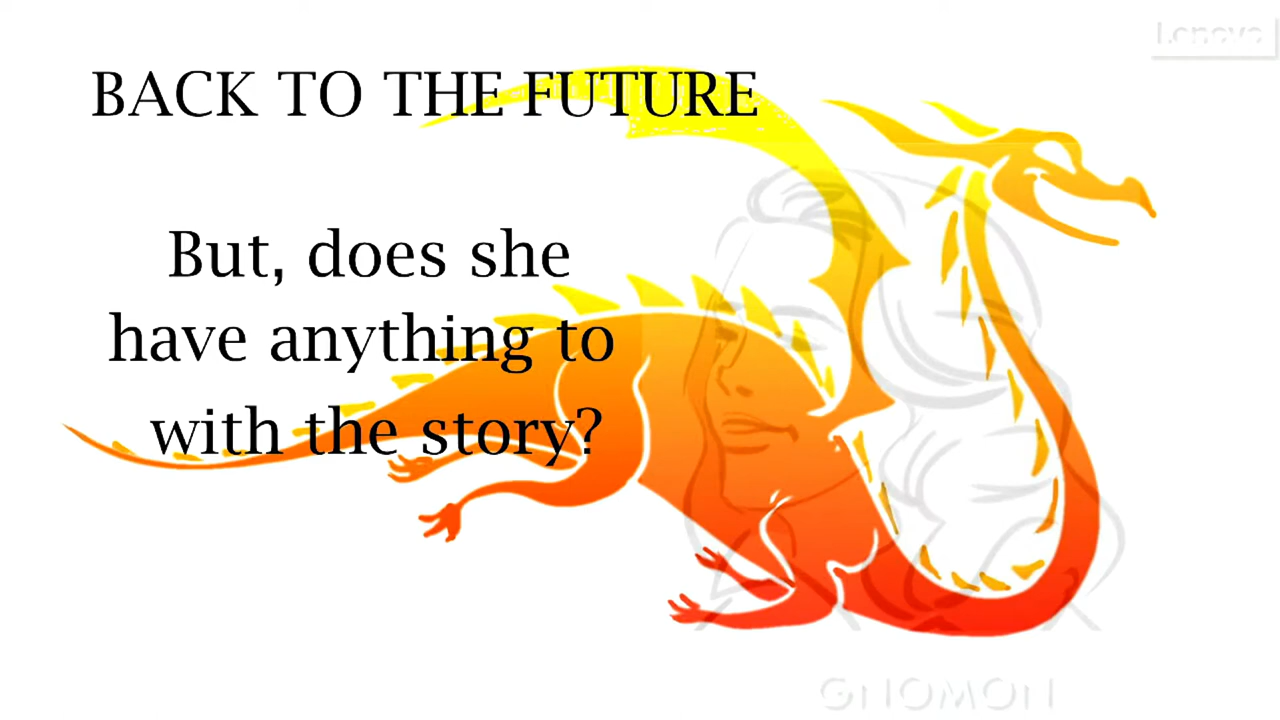 Lenovo
BACK TO THE FUTURE
But, does she
have anything to
with the story?
GNOMON